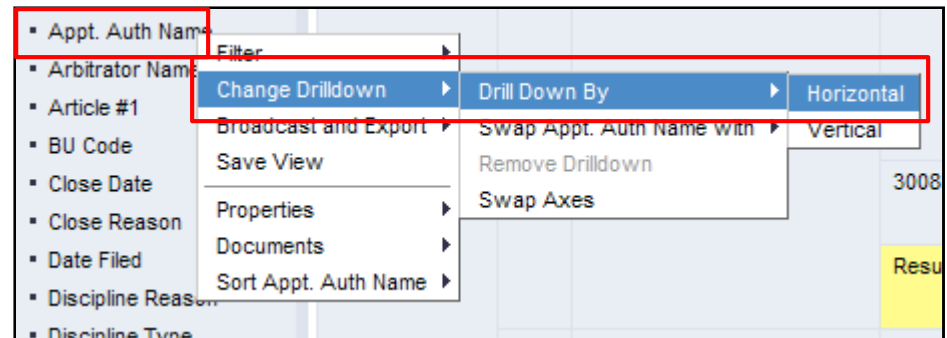 Appt. Auth Name
Arbitrator Name
Article #1
BU Code
Close Date
Close Reason
Date Filed
Discipline Reason
Discipline Type
Filter
Change Drilldown
Broadcast and Export
Save View
Properties
Documents
Sort Appt. Auth Name
Drill Down By
Swap Appt. Auth Name with
Remove Drilldown
Swap Axes
Horizontal
Vertical
3008
Resu